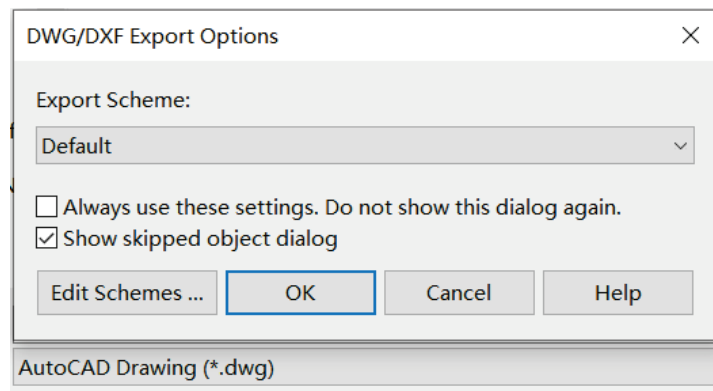 DWG/DXF Export Options
Export Scheme:
Default
Always use these settings. Do not show this dialog again.
Show skipped object dialog
Edit Schemes ...
OK
Cancel
Help
AutoCAD Drawing (*.dwg)